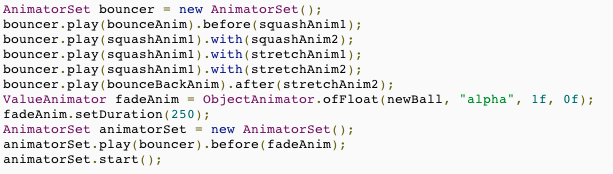 AnimatorSet bouncer = new AnimatorSet();
bouncer.play(bounceAnim).before(squashAnim1);
bouncer.play(squashAnim1).with(squashAnim2);
bouncer.play(squashAnim1).with(stretchAnim1);
bouncer.play(squashAnim1).with(stretchAnim2);
bouncer.play(bounceBackAnim).after(stretchAnim2);
ValueAnimator fadeAnim = ObjectAnimator.ofFloat(newBall, "alpha", 1f, 0f);
fadeAnim.setDuration(250);
AnimatorSet animatorSet = new AnimatorSet();
animatorSet.play(bouncer).before(fadeAnim);
animatorSet.start();